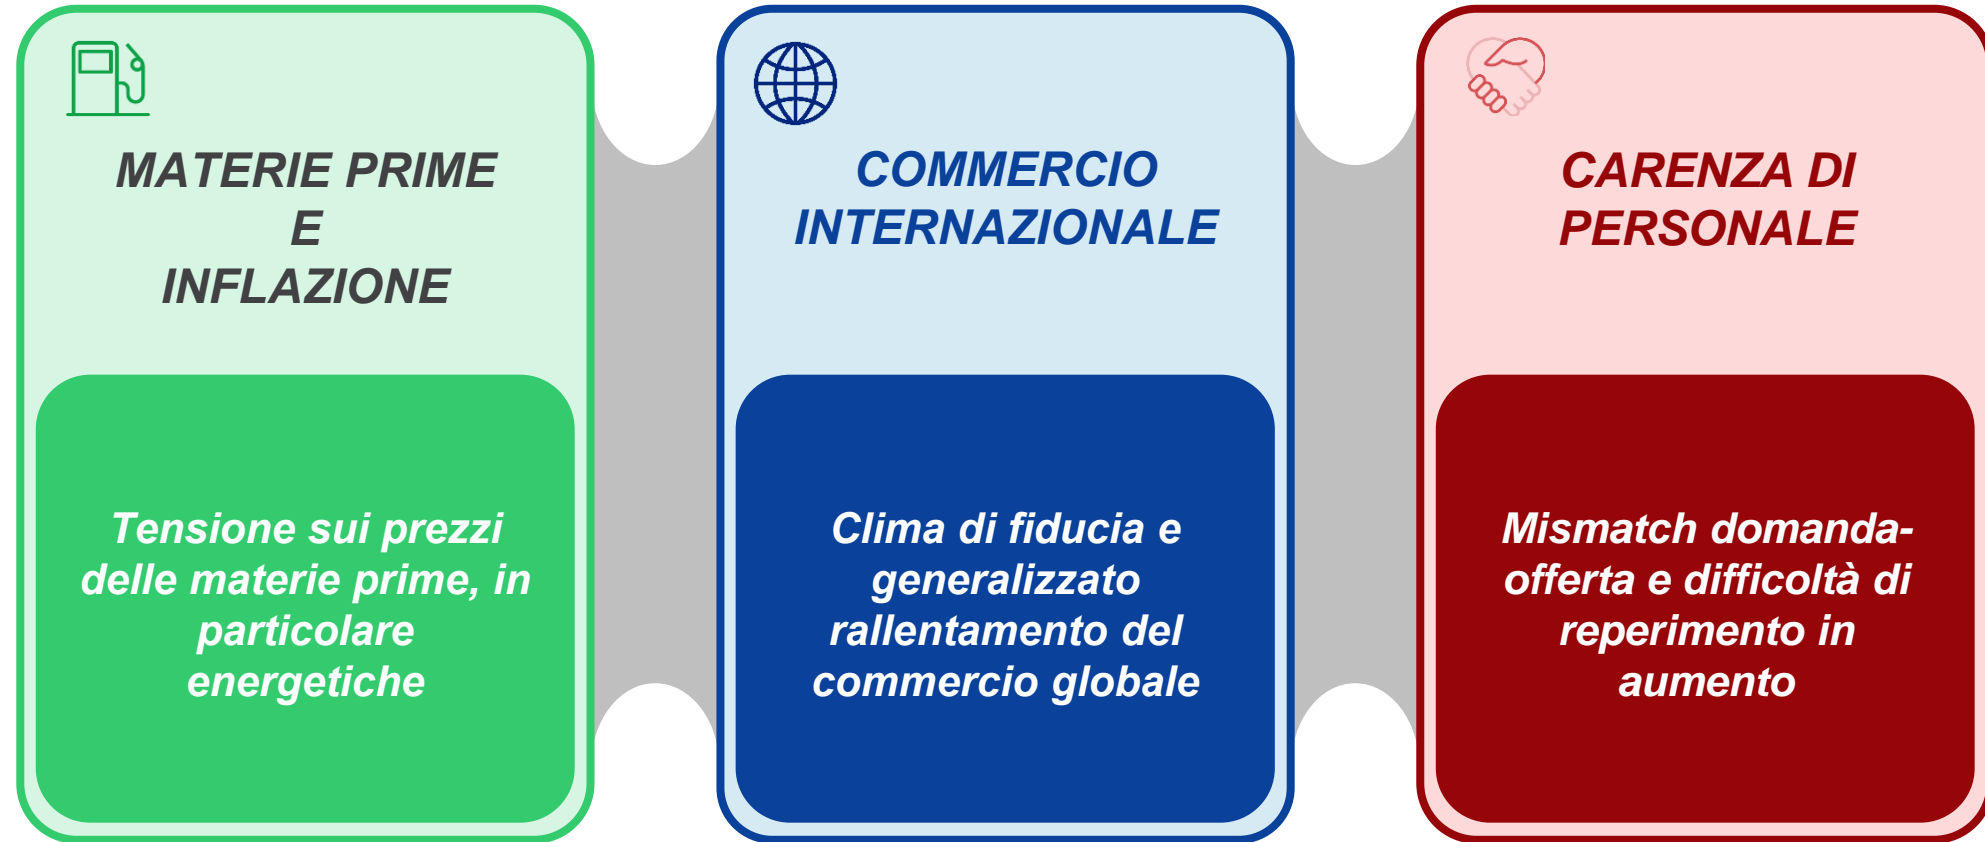 MATERIE PRIME
E
INFLAZIONE
Tensione sui prezzi
delle materie prime, in
particolare
energetiche
COMMERCIO
INTERNAZIONALE
Clima di fiducia e
generalizzato
rallentamento del
commercio globale
CARENZA DI
PERSONALE
Mismatch domanda-
offerta e difficoltà di
reperimento in
aumento